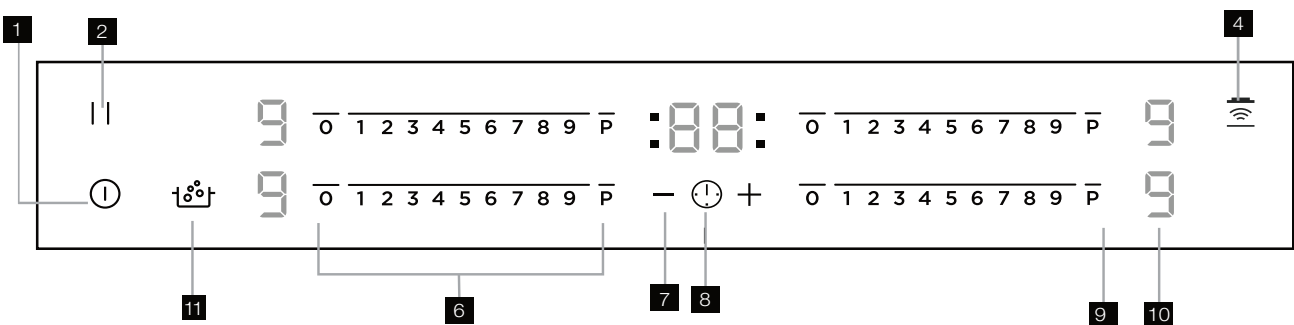 1 2 4
9 0 1 2 3 4 5 6 7 8 9 P :88: 0 1 2 3 4 5 6 7 8 9 P 9
9 0 1 2 3 4 5 6 7 8 9 P − + 0 1 2 3 4 5 6 7 8 9 P 9
11 6 7 8 9 10